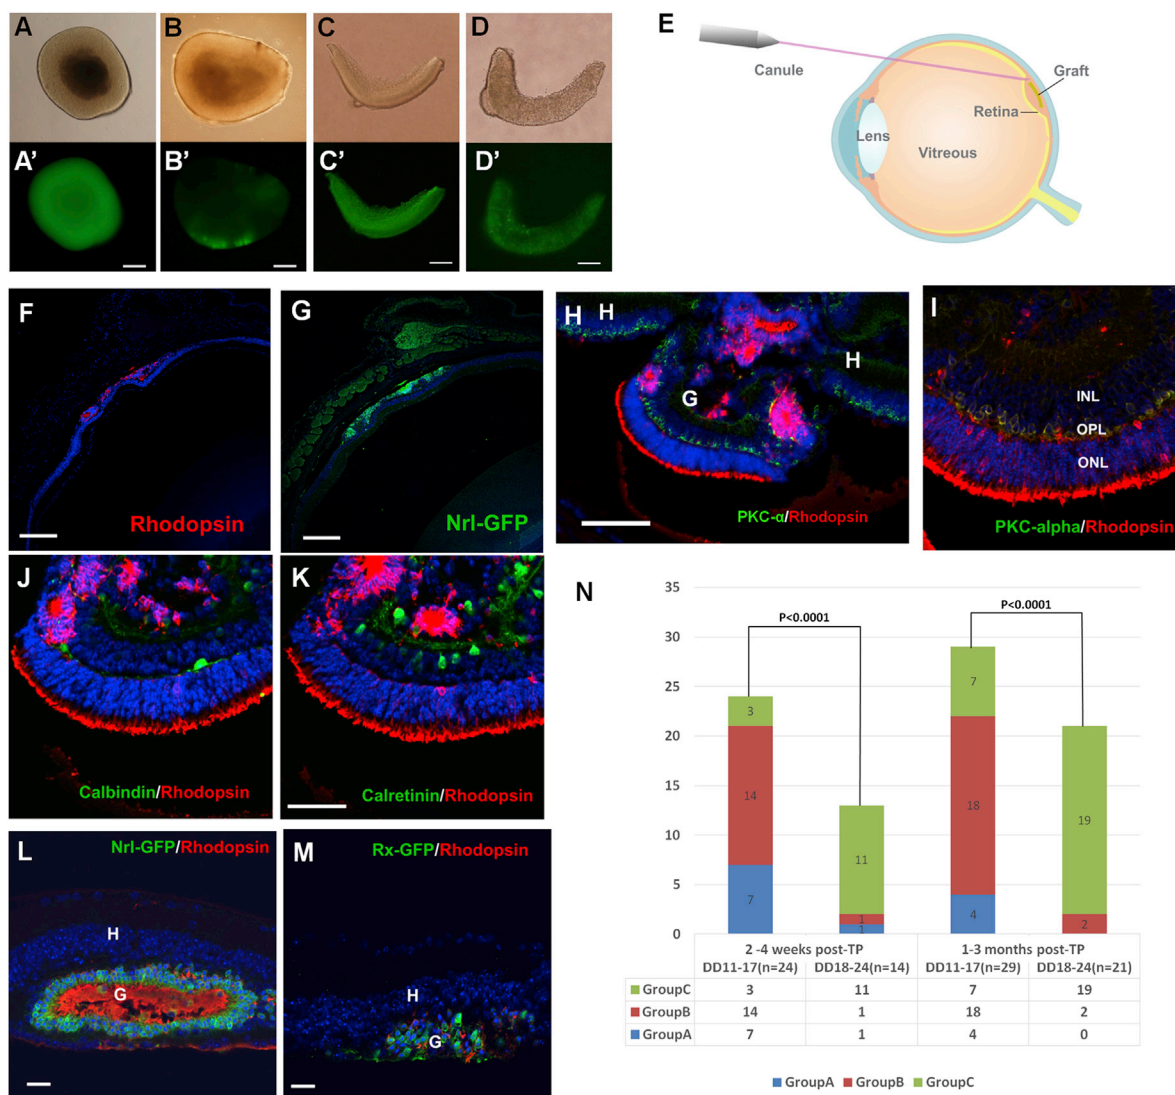 A
B
C
D
A'
B'
C'
D'
E
Canule
Graft
Retina
Lens
Vitreous
F
Rhodopsin
G
Nrl-GFP
H
H
H
G
PKC-α/Rhodopsin
I
INL
OPL
ONL
PKC-alpha/Rhodopsin
J
Calbindin/Rhodopsin
K
Calretinin/Rhodopsin
L
Nrl-GFP/Rhodopsin
H
G
M
Rx-GFP/Rhodopsin
H
G
N
35
30
25
20
15
10
5
0
P<0.0001
P<0.0001
3
14
7
11
1
1
7
18
4
19
2
2 -4 weeks post-TP 1-3 months post-TP
DD11-17(n=24) DD18-24(n=14) DD11-17(n=29) DD18-24(n=21)
GroupC 3 11 7 19
GroupB 14 1 18 2
GroupA 7 1 4 0
GroupA GroupB GroupC